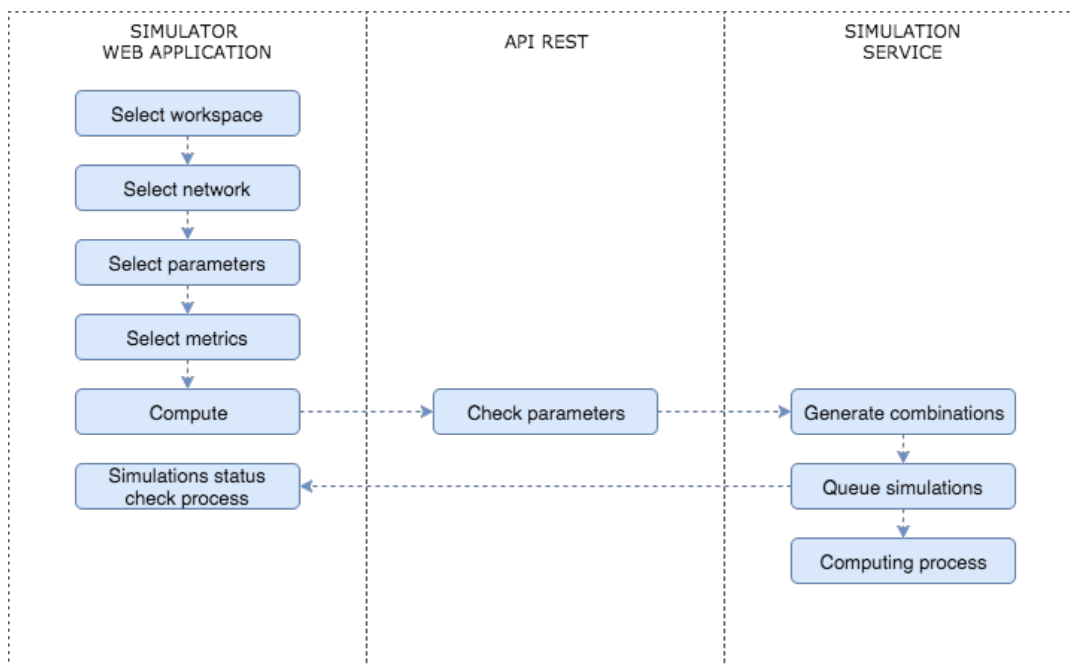 SIMULATOR
WEB APPLICATION
API REST
SIMULATION
SERVICE
Select workspace
Select network
Select parameters
Select metrics
Compute
Check parameters
Generate combinations
Simulations status
check process
Queue simulations
Computing process